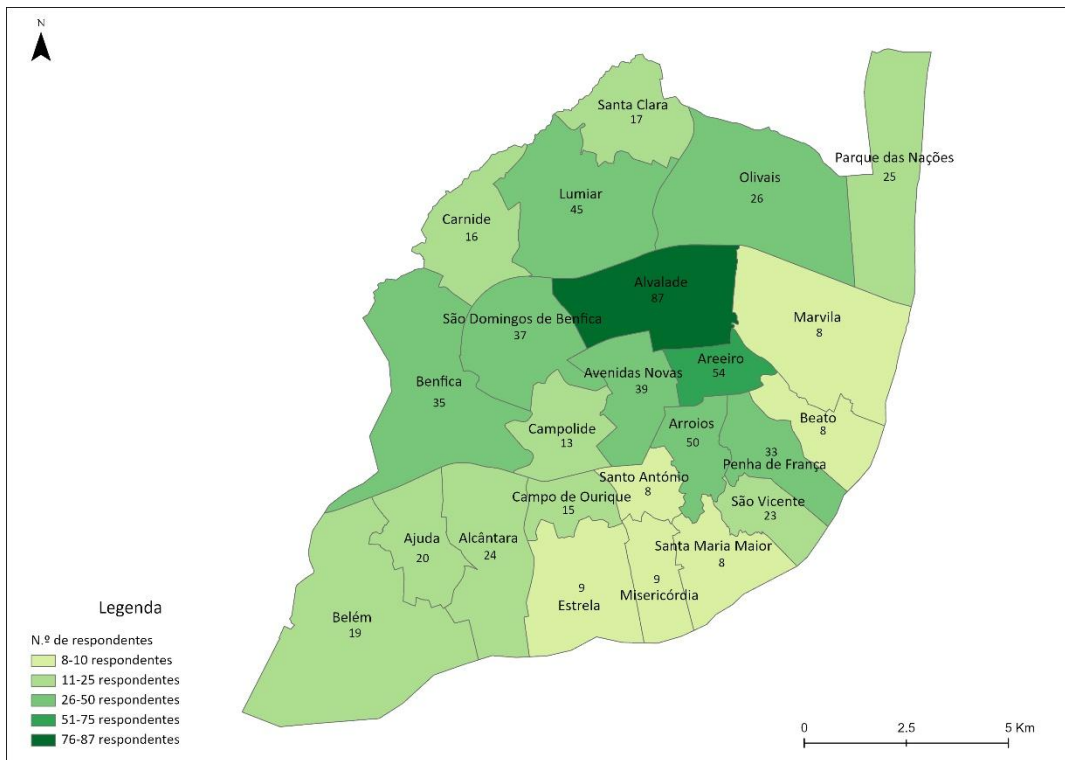 N
Santa Clara
17
Parque das Nações
25
Olivais
26
Lumiar
45
Carnide
16
Alvalade
87
São Domingos de Benfica
37
Marvila
8
Areeiro
54
Avenidas Novas
39
Benfica
35
Beato
8
Campolide
13
Arroios
50
33
Penha de França
Santo António
8
Campo de Ourique
15
São Vicente
23
Ajuda
20
Alcântara
24
Santa Maria Maior
8
9
Estrela
9
Misericórdia
Belém
19
Legenda
N.º de respondentes
8-10 respondentes
11-25 respondentes
26-50 respondentes
51-75 respondentes
76-87 respondentes
0 2.5 5 Km